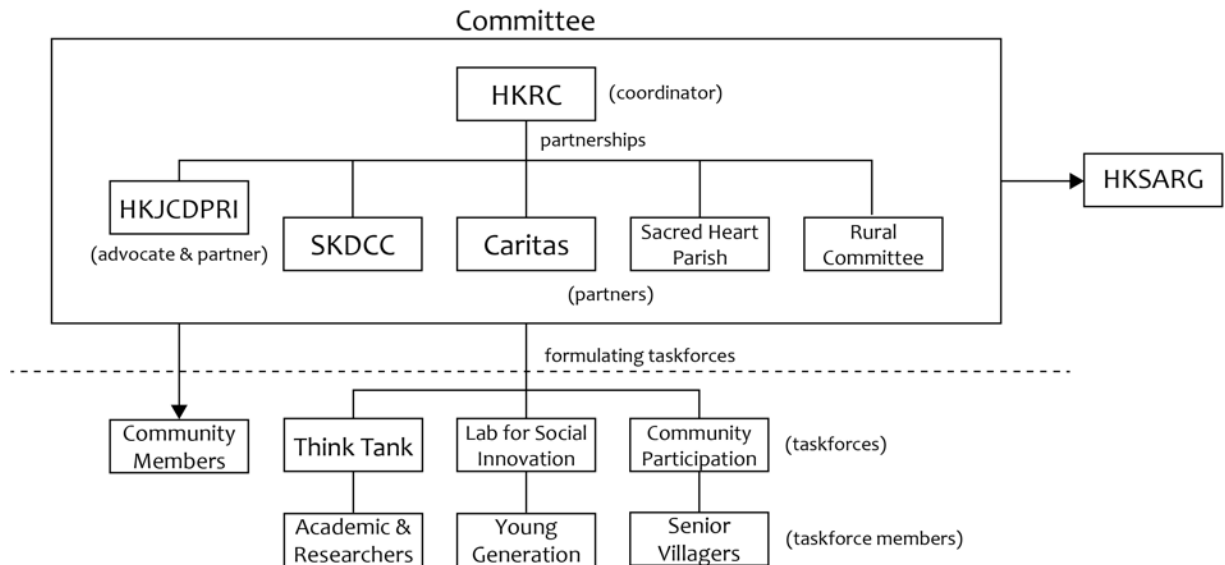 Committee
HKRC
(coordinator)
partnerships
HKJCDPRI
(advocate & partner)
SKDCC
Caritas
Sacred Heart
Parish
Rural
Committee
(partners)
HKSARG
formulating taskforces
Community
Members
Think Tank
Lab for Social
Innovation
Community
Participation
(taskforces)
Academic &
Researchers
Young
Generation
Senior
Villagers
(taskforce members)